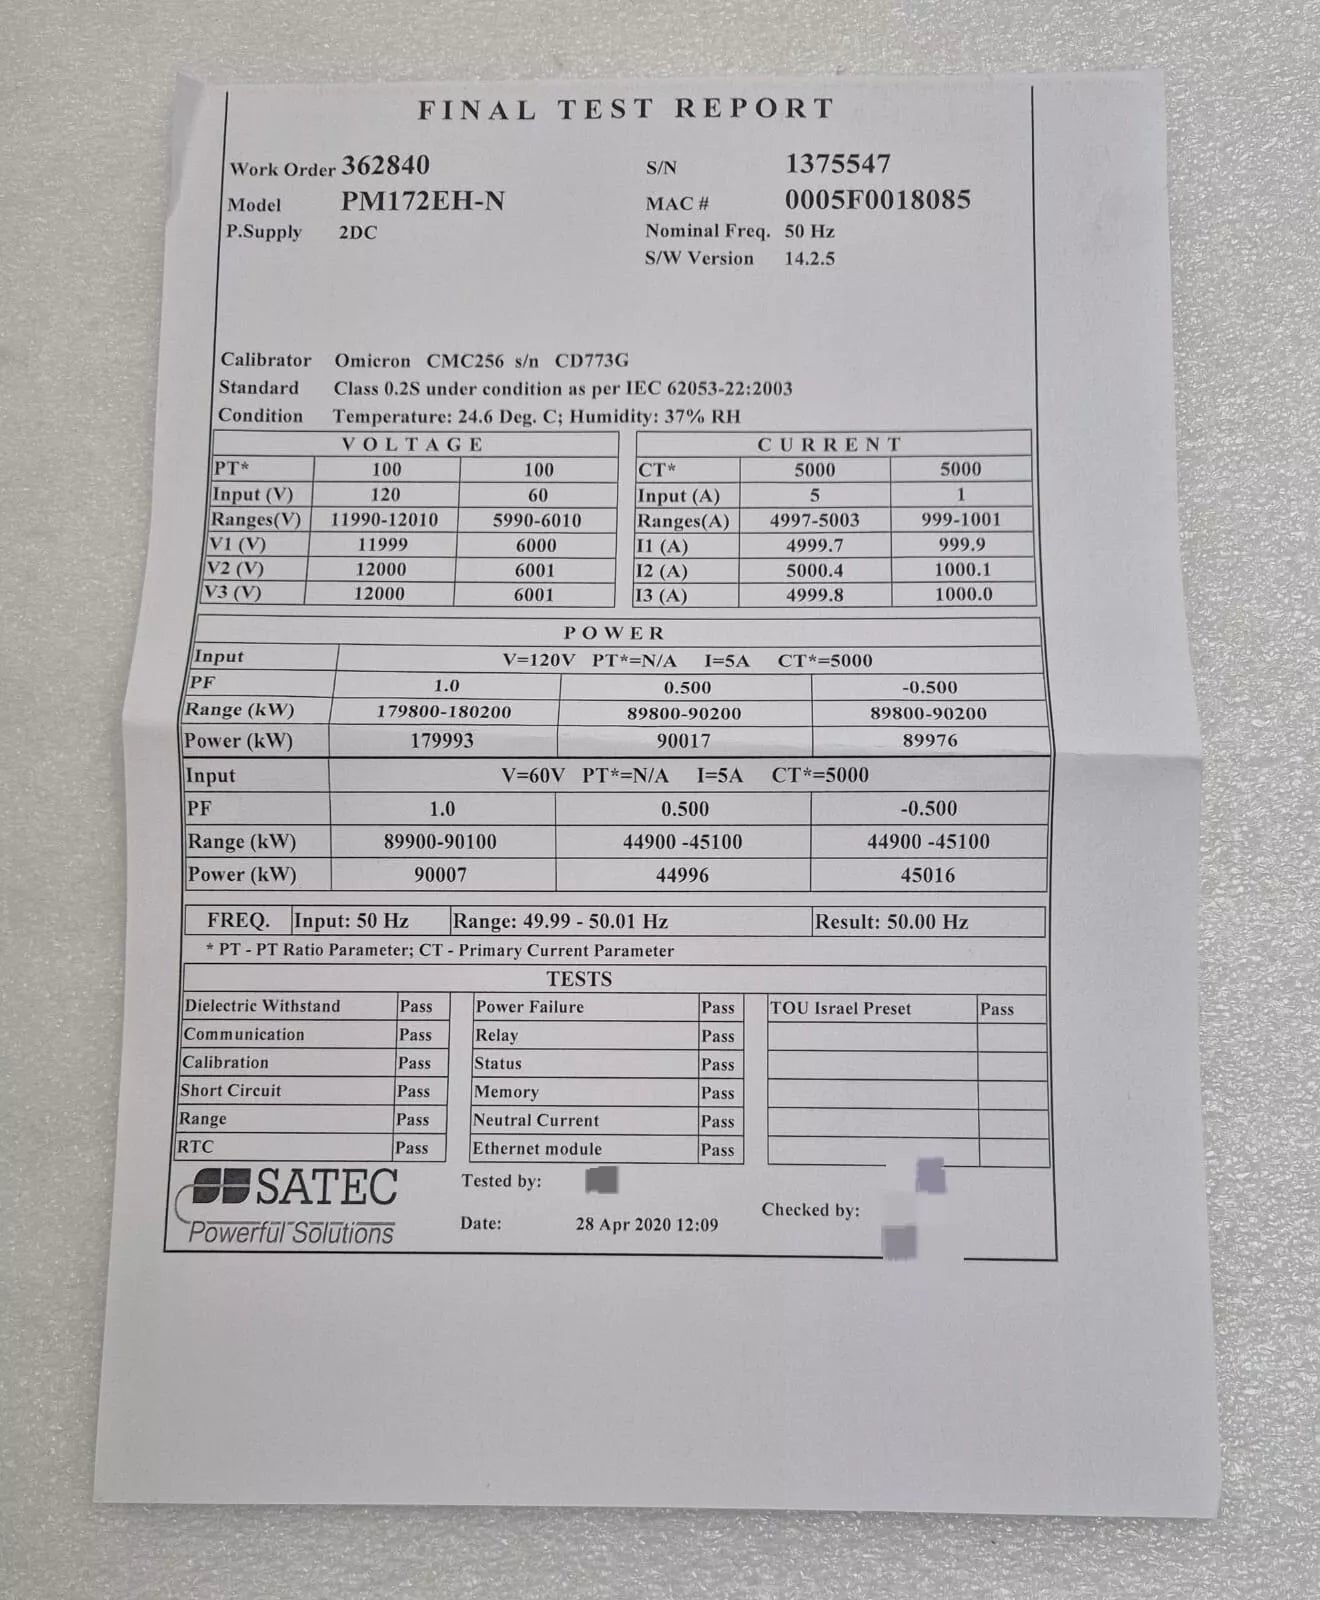 FINAL TEST REPORT
Work Order 362840 S/N 1375547
Model PM172EH-N MAC # 0005F0018085
P.Supply 2DC Nominal Freq. 50 Hz
S/W Version 14.2.5
Calibrator Omicron CMC256 s/n CD773G
Standard Class 0.2S under condition as per IEC 62053-22:2003
Condition Temperature: 24.6 Deg. C; Humidity: 37% RH
VOLTAGE CURRENT
PT* 100 100 CT* 5000 5000
Input (V) 120 60 Input (A) 5 1
Ranges(V) 11990-12010 5990-6010 Ranges(A) 4997-5003 999-1001
V1 (V) 11999 6000 I1 (A) 4999.7 999.9
V2 (V) 12000 6001 I2 (A) 5000.4 1000.1
V3 (V) 12000 6001 I3 (A) 4999.8 1000.0
POWER
Input V=120V PT*=N/A I=5A CT*=5000
PF 1.0 0.500 -0.500
Range (kW) 179800-180200 89800-90200 89800-90200
Power (kW) 179993 90017 89976
Input V=60V PT*=N/A I=5A CT*=5000
PF 1.0 0.500 -0.500
Range (kW) 89900-90100 44900 -45100 44900 -45100
Power (kW) 90007 44996 45016
FREQ. Input: 50 Hz Range: 49.99 - 50.01 Hz Result: 50.00 Hz
* PT - PT Ratio Parameter; CT - Primary Current Parameter
TESTS
Dielectric Withstand Pass Power Failure Pass TOU Israel Preset Pass
Communication Pass Relay Pass
Calibration Pass Status Pass
Short Circuit Pass Memory Pass
Range Pass Neutral Current Pass
RTC Pass Ethernet module Pass
SATEC Tested by:
Powerful Solutions Date: 28 Apr 2020 12:09 Checked by: